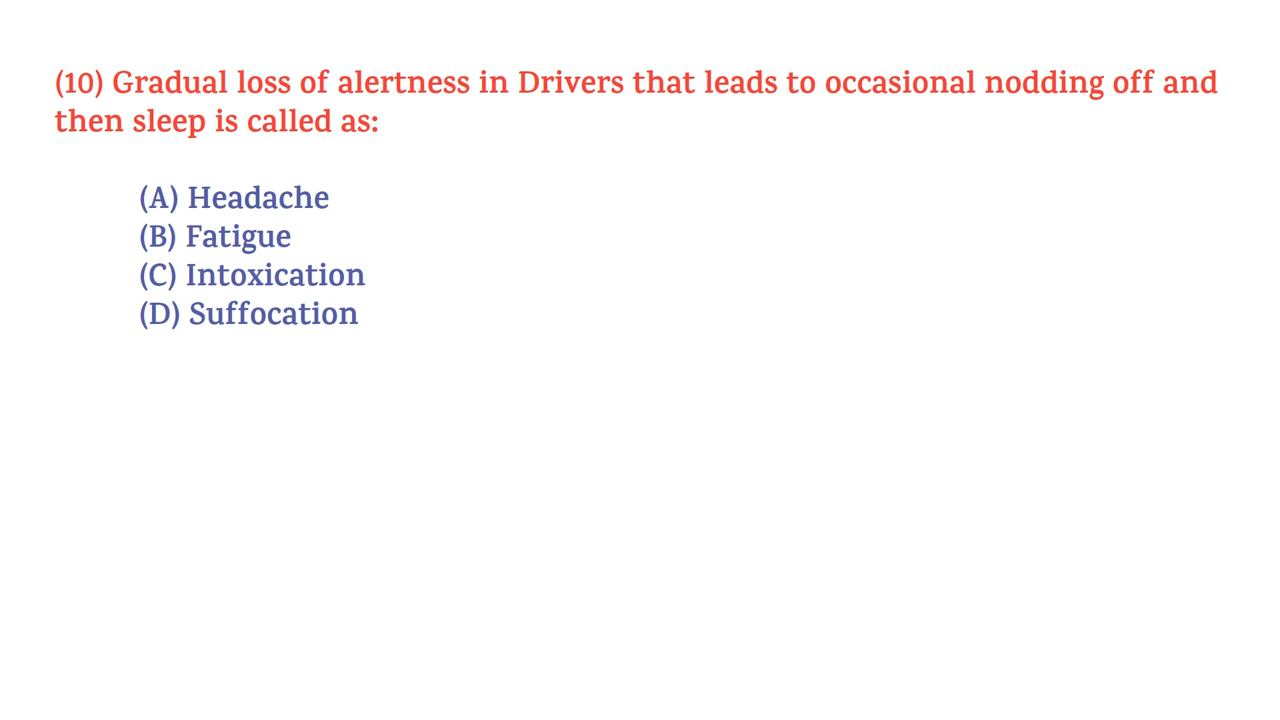 (10) Gradual loss of alertness in Drivers that leads to occasional nodding off and
then sleep is called as:
(A) Headache
(B) Fatigue
(C) Intoxication
(D) Suffocation